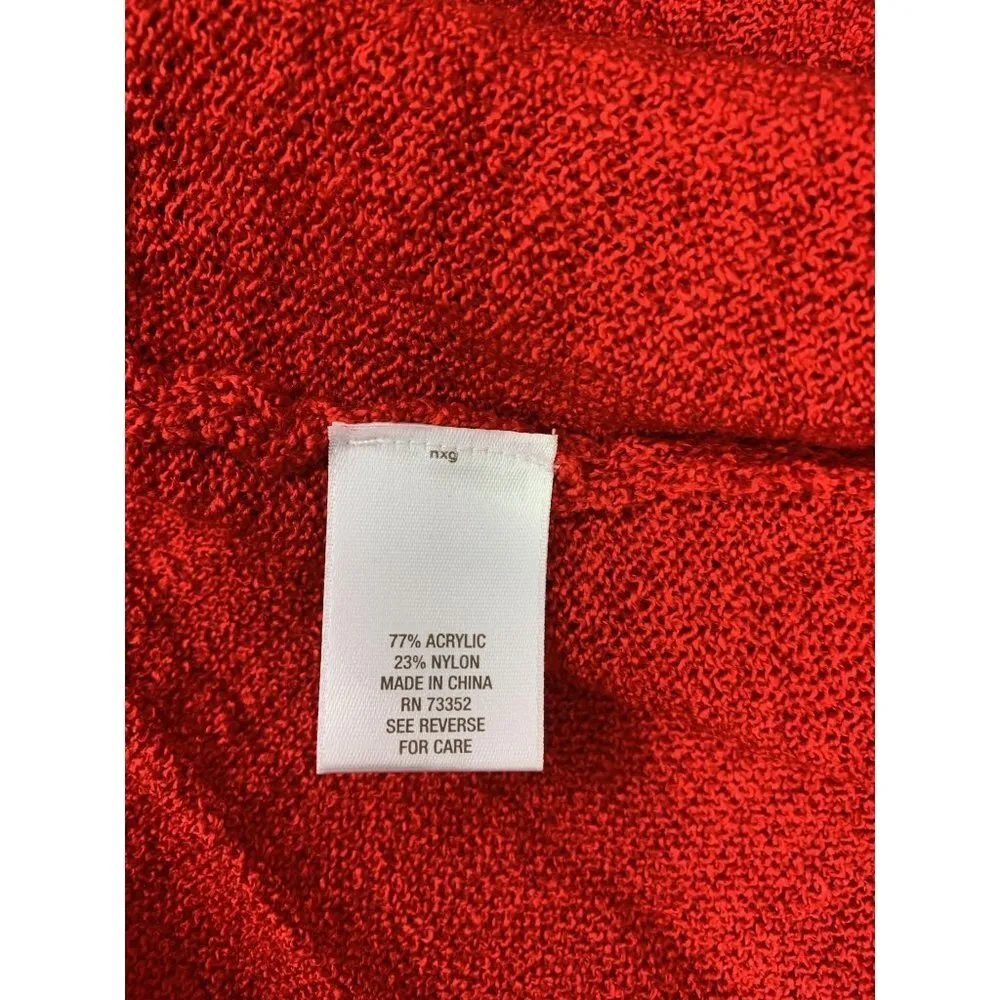 nxg
77% ACRYLIC
23% NYLON
MADE IN CHINA
RN 73352
SEE REVERSE
FOR CARE